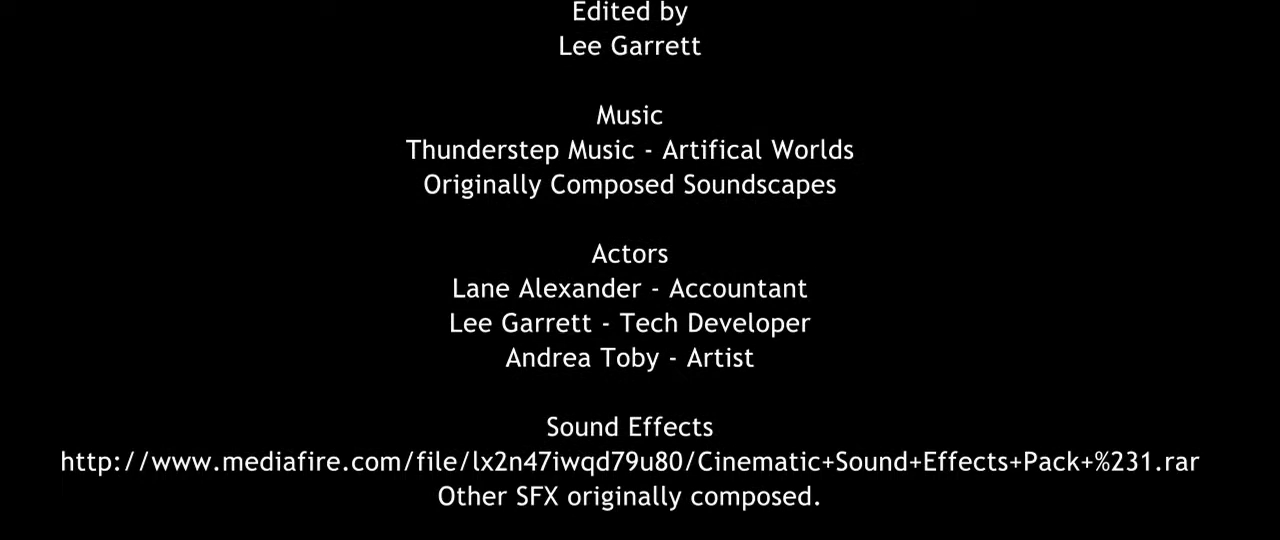 Edited by
Lee Garrett
Music
Thunderstep Music - Artifical Worlds
Originally Composed Soundscapes
Actors
Lane Alexander - Accountant
Lee Garrett - Tech Developer
Andrea Toby - Artist
Sound Effects
http://www.mediafire.com/file/lx2n47iwqd79u80/Cinematic+Sound+Effects+Pack+%231.rar
Other SFX originally composed.